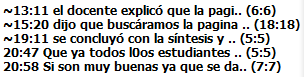 ~13:11 el docente explicó que la pagi.. (6:6)
~15:20 dijo que buscáramos la pagina .. (18:18)
~19:11 se concluyó con la síntesis y .. (5:5)
20:47 Que ya todos l0os estudiantes .. (5:5)
20:58 Si son muy buenas ya que se da.. (7:7)